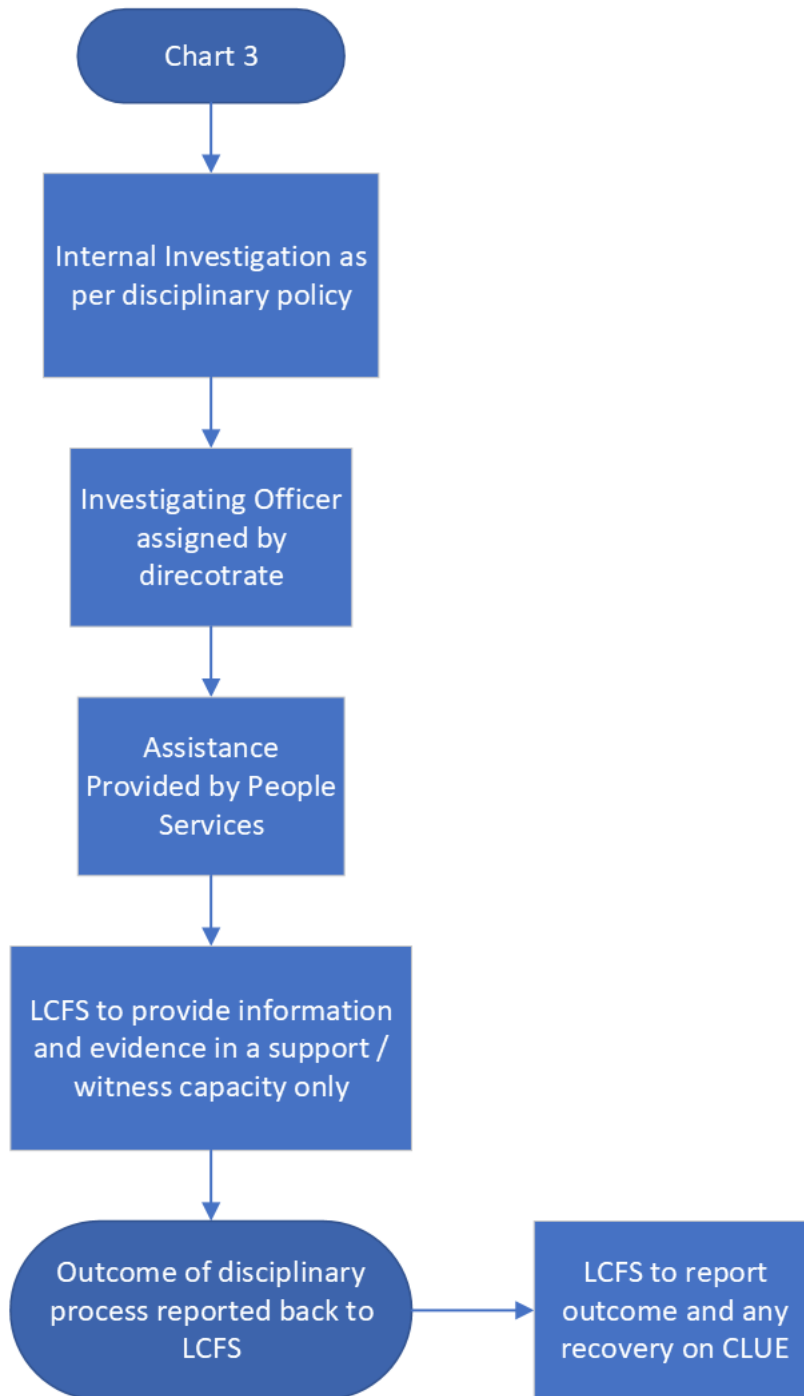 Chart 3
Internal Investigation as
per disciplinary policy
Investigating Officer
assigned by
direcotrate
Assistance
Provided by People
Services
LCFS to provide information
and evidence in a support /
witness capacity only
Outcome of disciplinary
process reported back to
LCFS
LCFS to report
outcome and any
recovery on CLUE